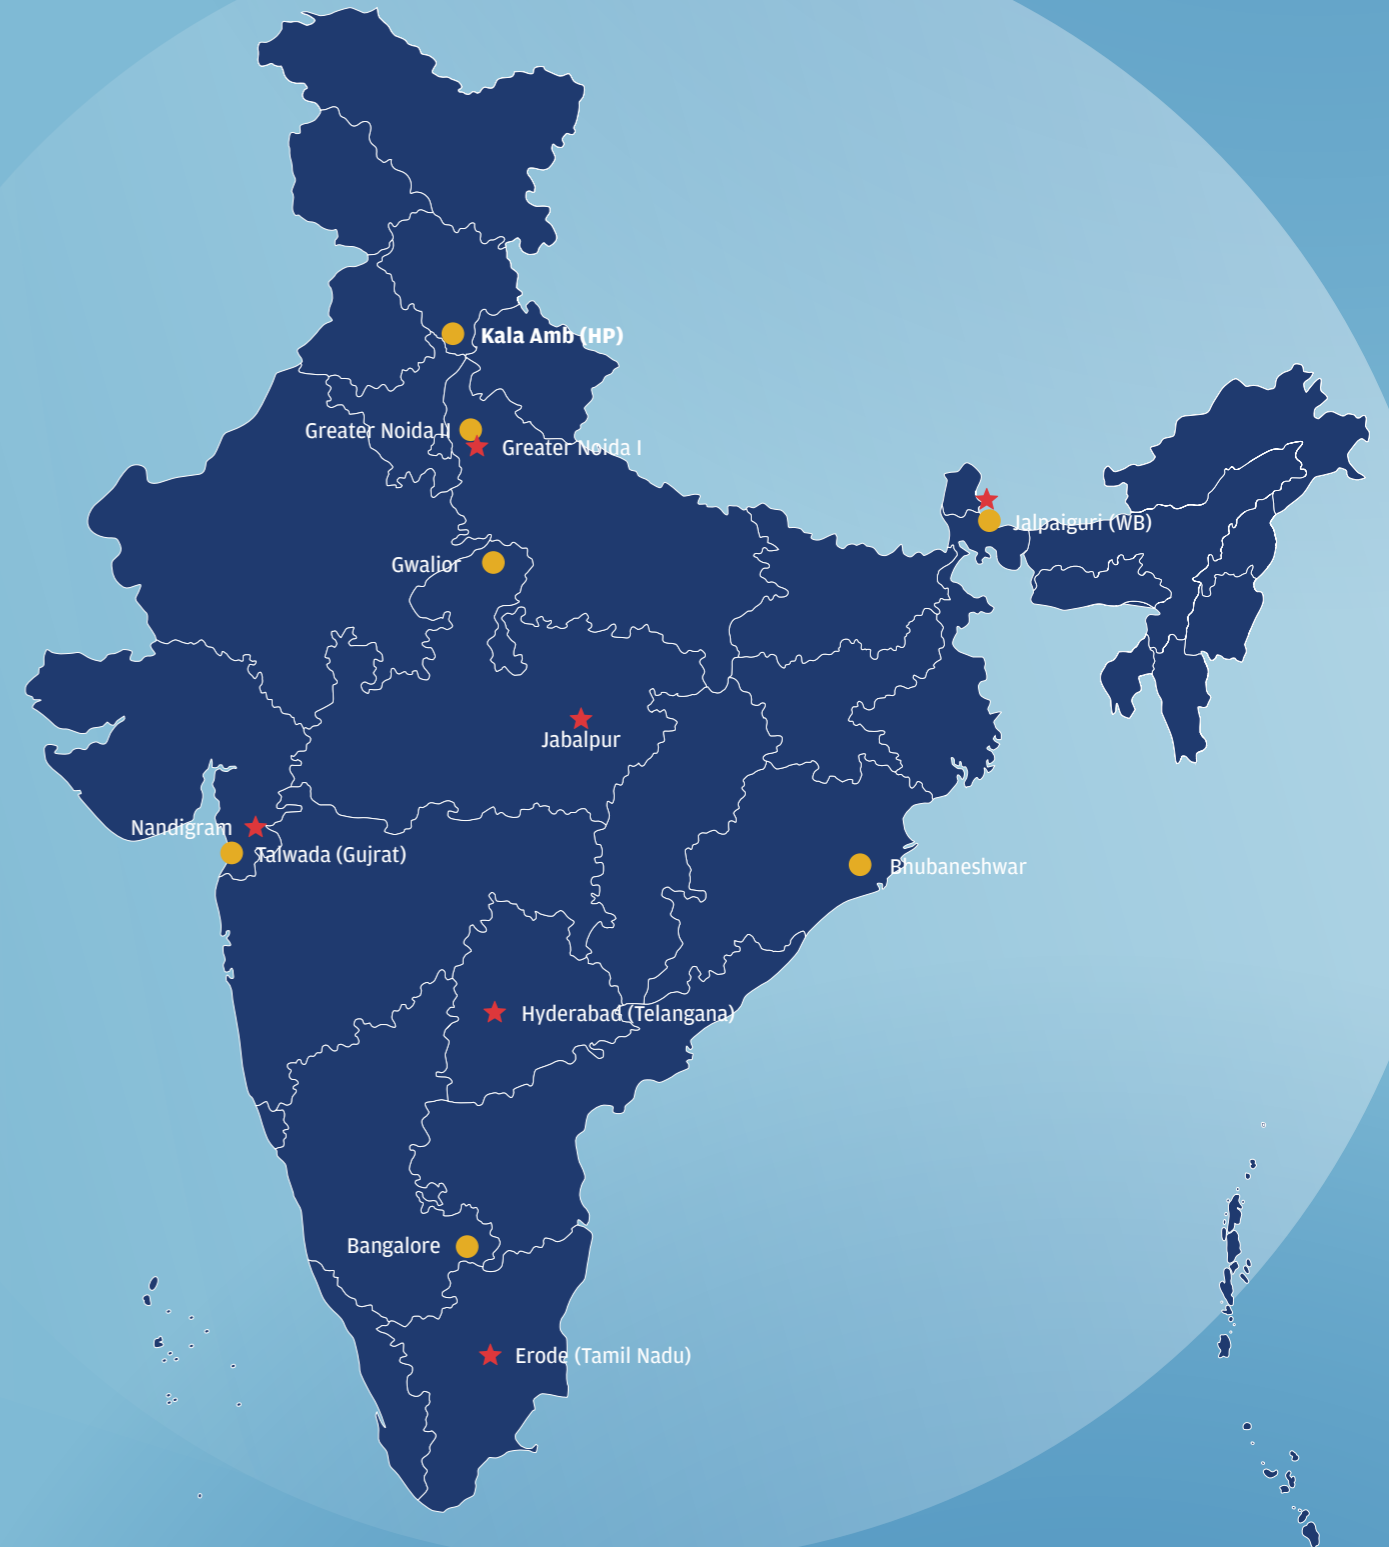 Kala Amb (HP)
Greater Noida II
Greater Noida I
Jalpaiguri (WB)
Gwalior
Jabalpur
Nandigram
Talwada (Gujrat)
Bhubaneshwar
Hyderabad (Telangana)
Bangalore
Erode (Tamil Nadu)